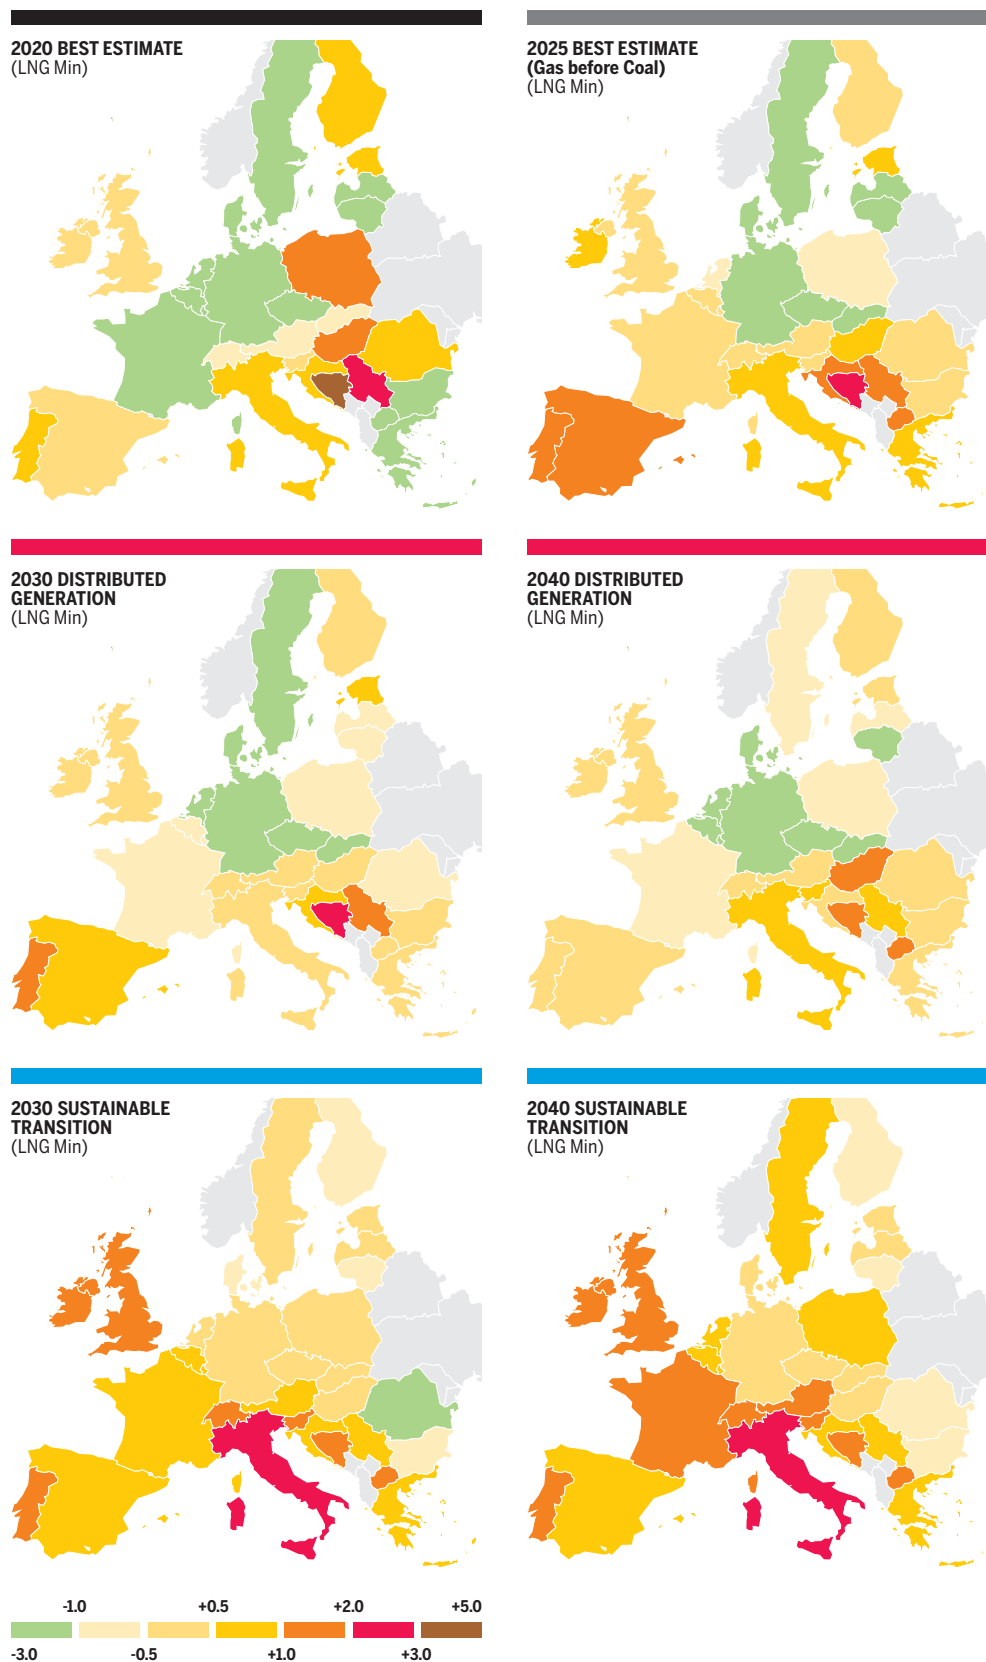 2020 BEST ESTIMATE
(LNG Min)
2025 BEST ESTIMATE
(Gas before Coal)
(LNG Min)
2030 DISTRIBUTED
GENERATION
(LNG Min)
2040 DISTRIBUTED
GENERATION
(LNG Min)
2030 SUSTAINABLE
TRANSITION
(LNG Min)
2040 SUSTAINABLE
TRANSITION
(LNG Min)
-1.0 +0.5 +2.0 +5.0
-3.0 -0.5 +1.0 +3.0